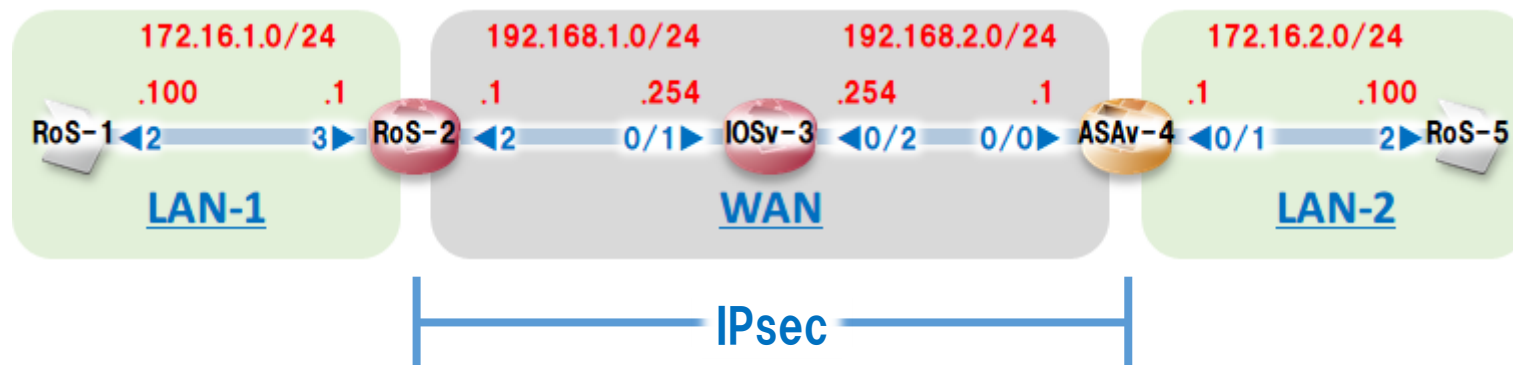 172.16.1.0/24 192.168.1.0/24 192.168.2.0/24 172.16.2.0/24
.100 .1 .1 .254 .254 .1 .1 .100
RoS-1 ◀2 3▶ RoS-2 ◀2 0/1▶ IOSv-3 ◀0/2 0/0▶ ASAv-4 ◀0/1 2▶ RoS-5
LAN-1 WAN LAN-2
IPsec